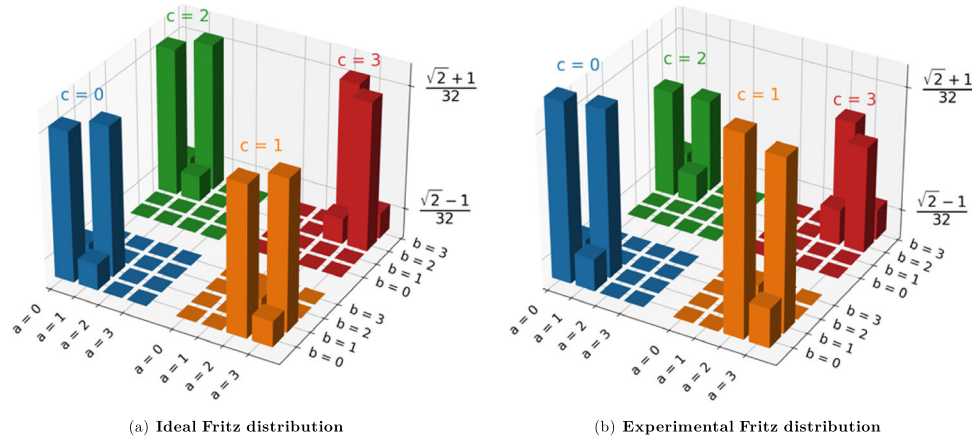 c = 2
c = 3
c = 0
c = 1
√2 + 1
32
√2 − 1
32
b = 3
b = 2
b = 1
b = 0
b = 3
b = 2
b = 1
b = 0
a = 0
a = 1
a = 2
a = 3
a = 0
a = 1
a = 2
a = 3
(a) Ideal Fritz distribution
c = 0
c = 2
c = 1
c = 3
√2 + 1
32
√2 − 1
32
b = 3
b = 2
b = 1
b = 0
b = 3
b = 2
b = 1
b = 0
a = 0
a = 1
a = 2
a = 3
a = 0
a = 1
a = 2
a = 3
(b) Experimental Fritz distribution